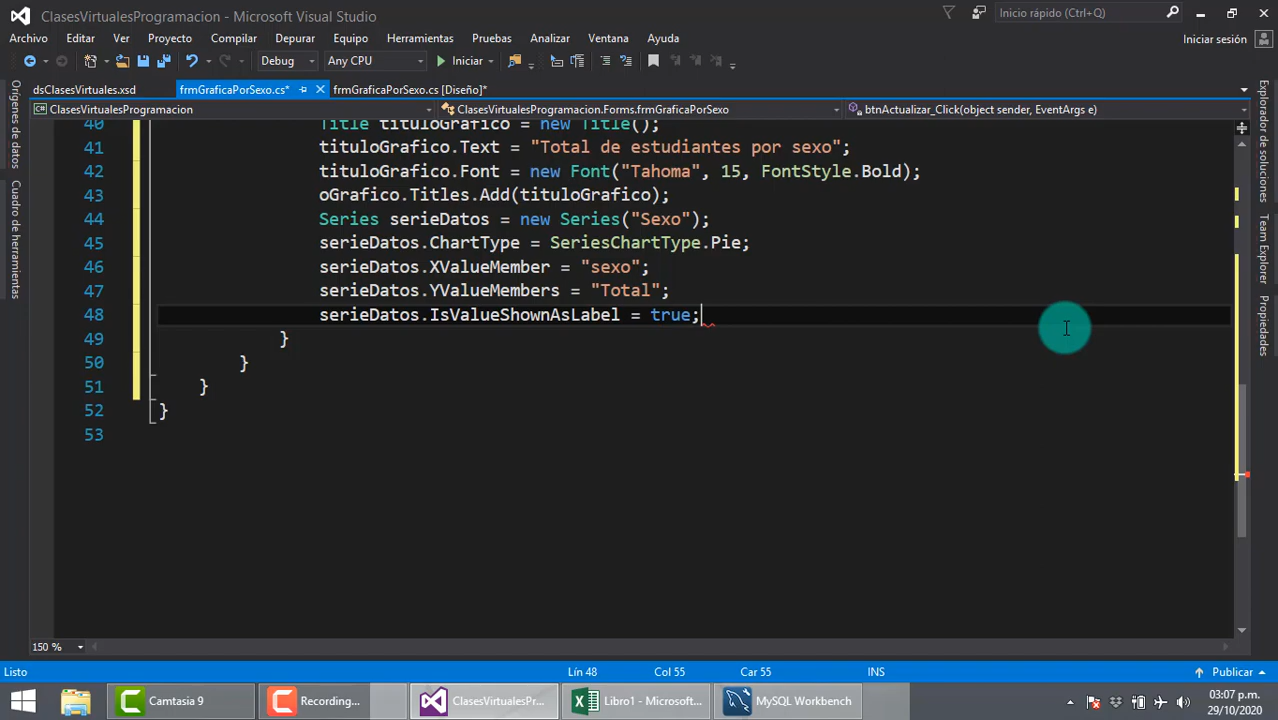 ClasesVirtualesProgramacion - Microsoft Visual Studio
Inicio rápido (Ctrl+Q)
Archivo Editar Ver Proyecto Compilar Depurar Equipo Herramientas Pruebas Analizar Ventana Ayuda
Iniciar sesión
Debug Any CPU Iniciar
dsClasesVirtuales.xsd frmGraficaPorSexo.cs* frmGraficaPorSexo.cs [Diseño]*
ClasesVirtualesProgramacion ClasesVirtualesProgramacion.Forms.frmGraficaPorSexo btnActualizar_Click(object sender, EventArgs e)
Orígenes de datos
Cuadro de herramientas
Explorador de soluciones
Team Explorer
Propiedades
40 Title tituloGrafico = new Title();
41 tituloGrafico.Text = "Total de estudiantes por sexo";
42 tituloGrafico.Font = new Font("Tahoma", 15, FontStyle.Bold);
43 oGrafico.Titles.Add(tituloGrafico);
44 Series serieDatos = new Series("Sexo");
45 serieDatos.ChartType = SeriesChartType.Pie;
46 serieDatos.XValueMember = "sexo";
47 serieDatos.YValueMembers = "Total";
48 serieDatos.IsValueShownAsLabel = true;
49 }
50 }
51 }
52 }
53
150 %
Listo Lín 48 Col 55 Car 55 INS Publicar
Camtasia 9 Recording... ClasesVirtualesPr... Libro1 - Microsoft... MySQL Workbench
03:07 p.m.
29/10/2020